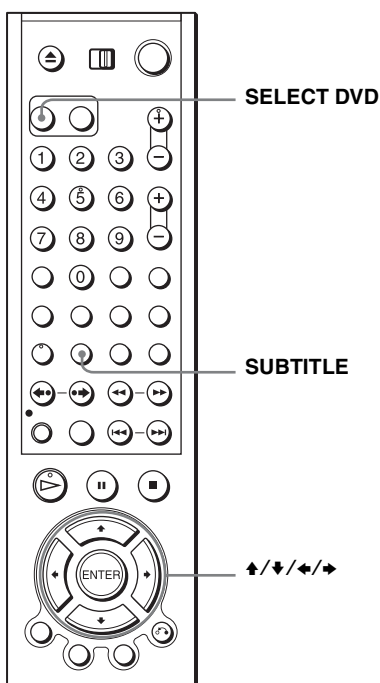 SELECT DVD
+
1 2 3 −
4 5 6 +
7 8 9 −
0
SUBTITLE
ENTER
↑/↓/←/→